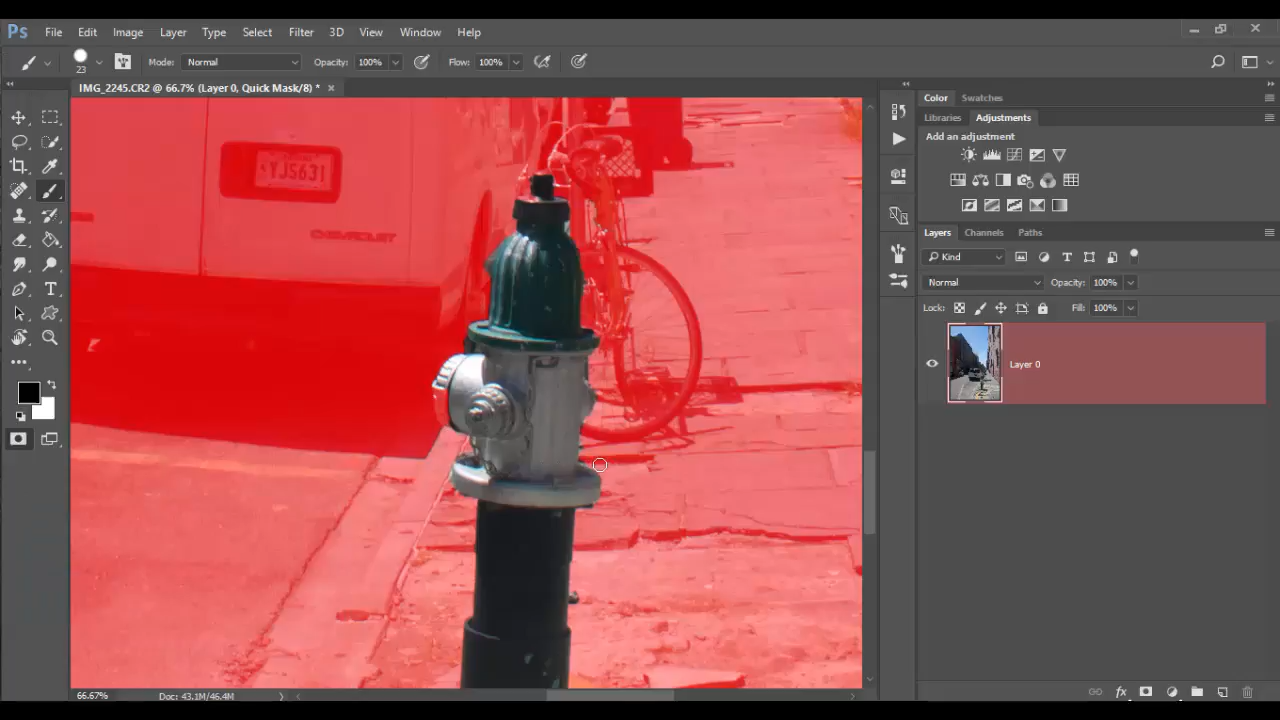 Ps File Edit Image Layer Type Select Filter 3D View Window Help
23 Mode: Normal Opacity: 100% Flow: 100%
IMG_2245.CR2 @ 66.7% (Layer 0, Quick Mask/8) * ×
YJS631
CHEVROLET
66.67% Doc: 43.1M/46.4M
Color Swatches
Libraries Adjustments
Add an adjustment
Layers Channels Paths
Kind
Normal Opacity: 100%
Lock: Fill: 100%
Layer 0
fx